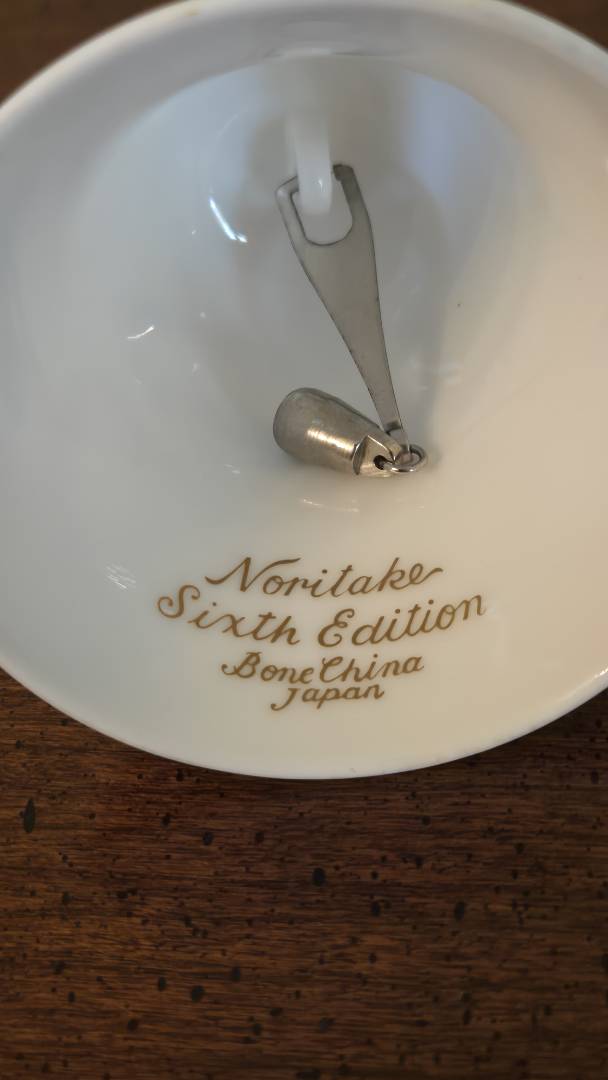 Noritake
Sixth Edition
Bone China
Japan